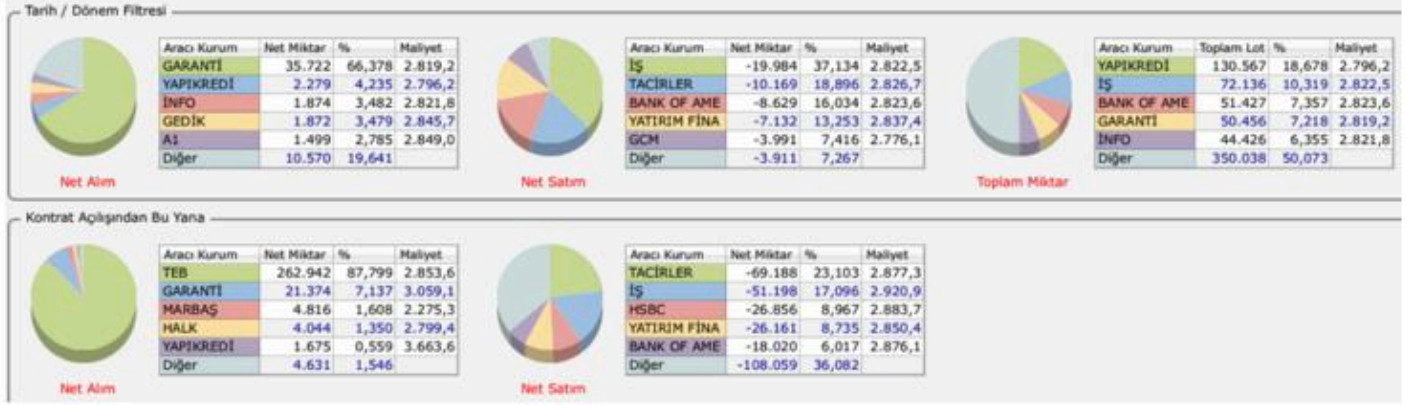 Tarih / Dönem Filtresi
Aracı Kurum Net Miktar % Maliyet
GARANTİ 35.722 66,378 2.819,2
YAPIKREDİ 2.279 4,235 2.796,2
İNFO 1.874 3,482 2.821,8
GEDİK 1.872 3,479 2.845,7
A1 1.499 2,785 2.849,0
Diğer 10.570 19,641
Net Alım
Aracı Kurum Net Miktar % Maliyet
İŞ -19.984 37,134 2.822,5
TACİRLER -10.169 18,896 2.826,7
BANK OF AME -8.629 16,034 2.823,6
YATIRIM FİNA -7.132 13,253 2.837,4
GCM -3.991 7,416 2.776,1
Diğer -3.911 7,267
Net Satım
Aracı Kurum Toplam Lot % Maliyet
YAPIKREDİ 130.567 18,678 2.796,2
İŞ 72.136 10,319 2.822,5
BANK OF AME 51.427 7,357 2.823,6
GARANTİ 50.456 7,218 2.819,2
İNFO 44.426 6,355 2.821,8
Diğer 350.038 50,073
Toplam Miktar
Kontrat Açılışından Bu Yana
Aracı Kurum Net Miktar % Maliyet
TEB 262.942 87,799 2.853,6
GARANTİ 21.374 7,137 3.059,1
MARBAŞ 4.816 1,608 2.275,3
HALK 4.044 1,350 2.799,4
YAPIKREDİ 1.675 0,559 3.663,6
Diğer 4.631 1,546
Net Alım
Aracı Kurum Net Miktar % Maliyet
TACİRLER -69.188 23,103 2.877,3
İŞ -51.198 17,096 2.920,9
HSBC -26.856 8,967 2.883,7
YATIRIM FİNA -26.161 8,735 2.850,4
BANK OF AME -18.020 6,017 2.876,1
Diğer -108.059 36,082
Net Satım